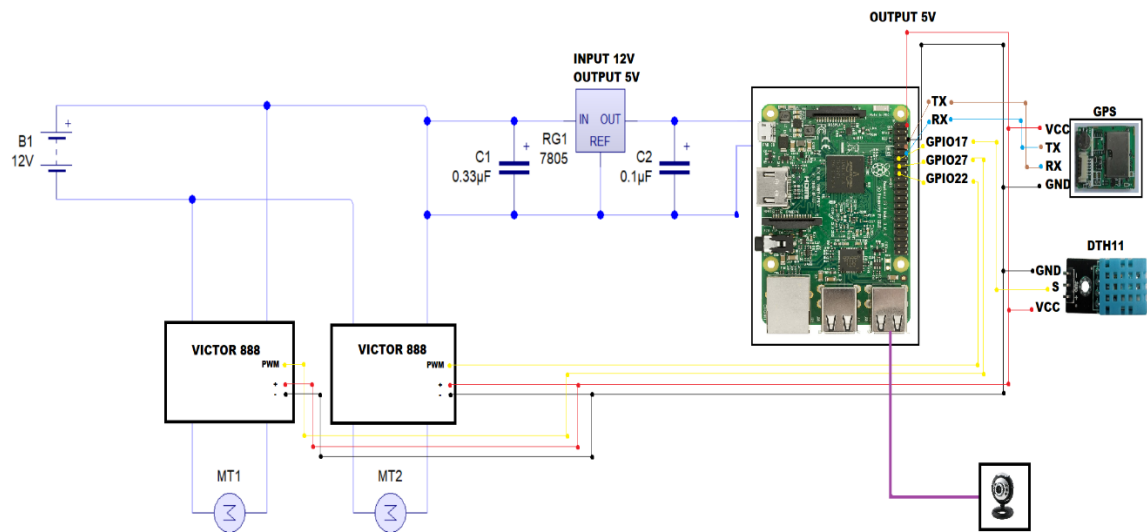 OUTPUT 5V
INPUT 12V
OUTPUT 5V
B1
12V
+
IN OUT
REF
RG1
7805
C1
0.33µF
+
C2
0.1µF
+
HDMI
TX
RX
GPIO17
GPIO27
GPIO22
GPS
VCC
TX
RX
GND
DTH11
GND
S
VCC
VICTOR 888
PWM
+
-
VICTOR 888
PWM
+
-
MT1
MT2